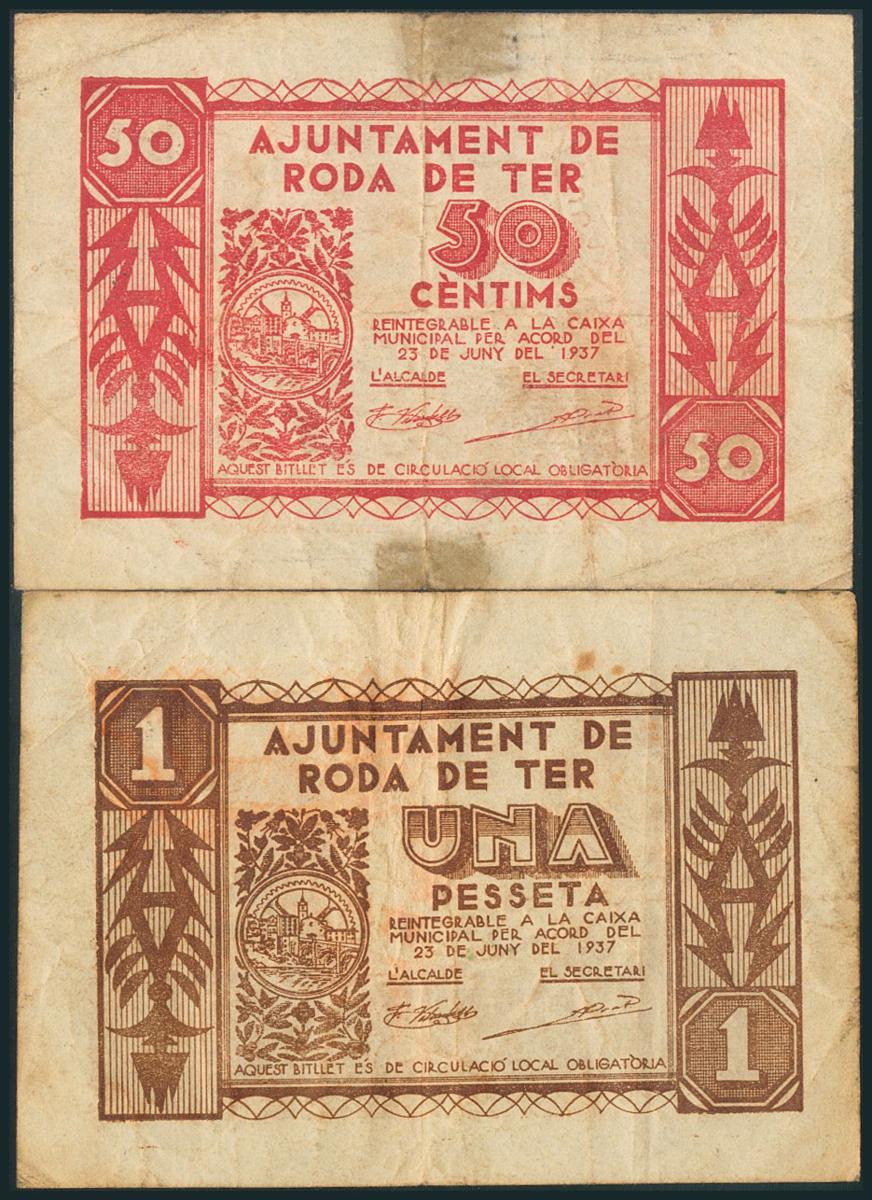 50
AJUNTAMENT DE
RODA DE TER
50
CÈNTIMS
REINTEGRABLE A LA CAIXA
MUNICIPAL PER ACORD DEL
23 DE JUNY DEL 1937
L'ALCALDE EL SECRETARI
AQUEST BITLLET ÉS DE CIRCULACIÓ LOCAL OBLIGATÒRIA
50
1
AJUNTAMENT DE
RODA DE TER
UNA
PESSETA
REINTEGRABLE A LA CAIXA
MUNICIPAL PER ACORD DEL
23 DE JUNY DEL 1937
L'ALCALDE EL SECRETARI
AQUEST BITLLET ÉS DE CIRCULACIÓ LOCAL OBLIGATÒRIA
1